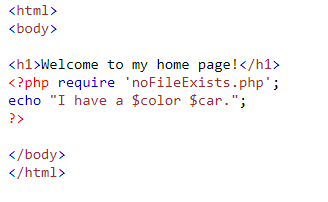 <html>
<body>
<h1>Welcome to my home page!</h1>
<?php require 'noFileExists.php';
echo "I have a $color $car.";
?>
</body>
</html>